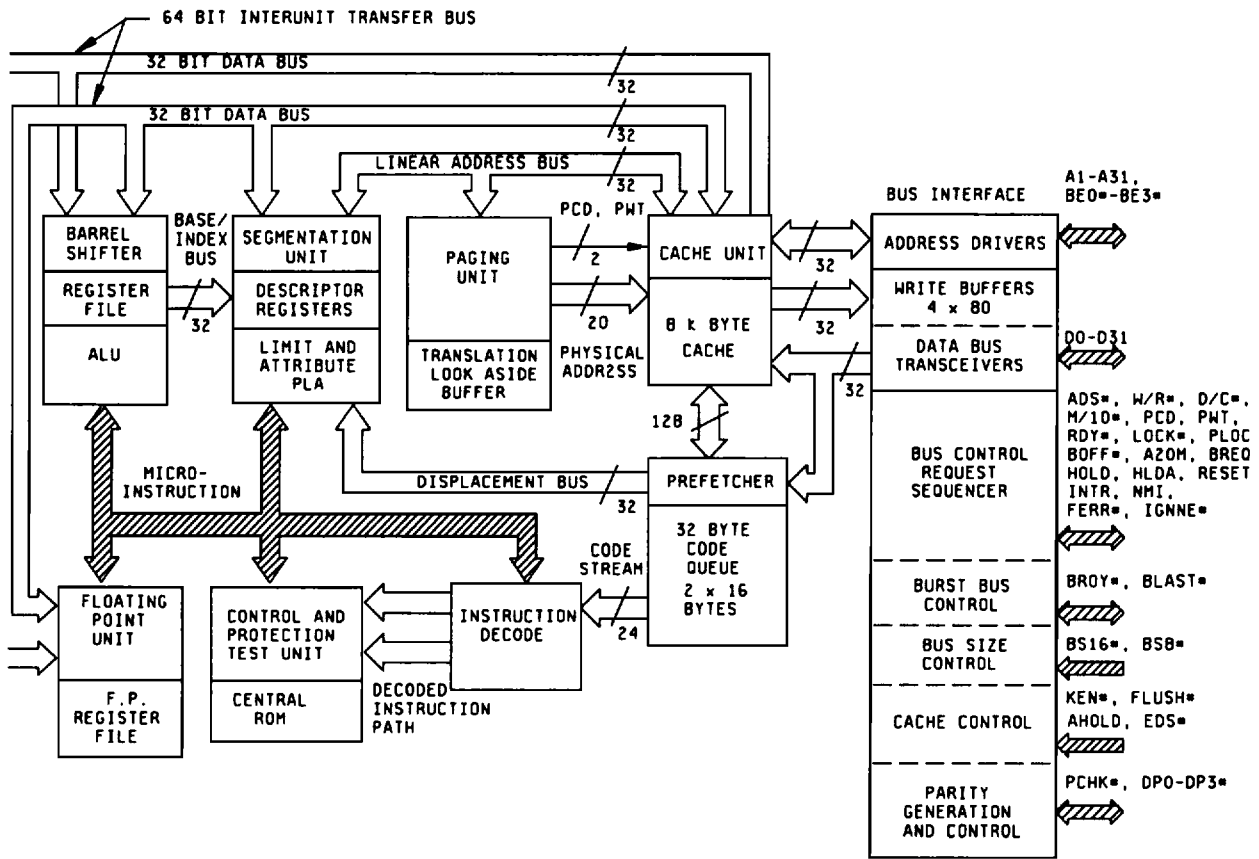 64 BIT INTERUNIT TRANSFER BUS
32 BIT DATA BUS
32
32 BIT DATA BUS
32
LINEAR ADDRESS BUS
32
BARREL
SHIFTER
REGISTER
FILE
ALU
BASE/
INDEX
BUS
32
SEGMENTATION
UNIT
DESCRIPTOR
REGISTERS
LIMIT AND
ATTRIBUTE
PLA
PAGING
UNIT
TRANSLATION
LOOK ASIDE
BUFFER
PCD, PWT
2
20
PHYSICAL
ADDR2SS
CACHE UNIT
8 k BYTE
CACHE
32
32
32
128
BUS INTERFACE
ADDRESS DRIVERS
WRITE BUFFERS
4 x 80
DATA BUS
TRANSCEIVERS
BUS CONTROL
REQUEST
SEQUENCER
BURST BUS
CONTROL
BUS SIZE
CONTROL
CACHE CONTROL
PARITY
GENERATION
AND CONTROL
A1-A31,
BE0*-BE3*
D0-D31
ADS*, W/R*, D/C*,
M/IO*, PCD, PWT,
RDY*, LOCK*, PLOC
BOFF*, A20M, BREQ
HOLD, HLDA, RESET
INTR, NMI,
FERR*, IGNNE*
BROY*, BLAST*
BS16*, BS8*
KEN*, FLUSH*
AHOLD, EDS*
PCHK*, DP0-DP3*
MICRO-
INSTRUCTION
DISPLACEMENT BUS
32
PREFETCHER
32 BYTE
CODE
QUEUE
2 x 16
BYTES
CODE
STREAM
24
INSTRUCTION
DECODE
DECODED
INSTRUCTION
PATH
CONTROL AND
PROTECTION
TEST UNIT
CENTRAL
ROM
FLOATING
POINT
UNIT
F.P.
REGISTER
FILE